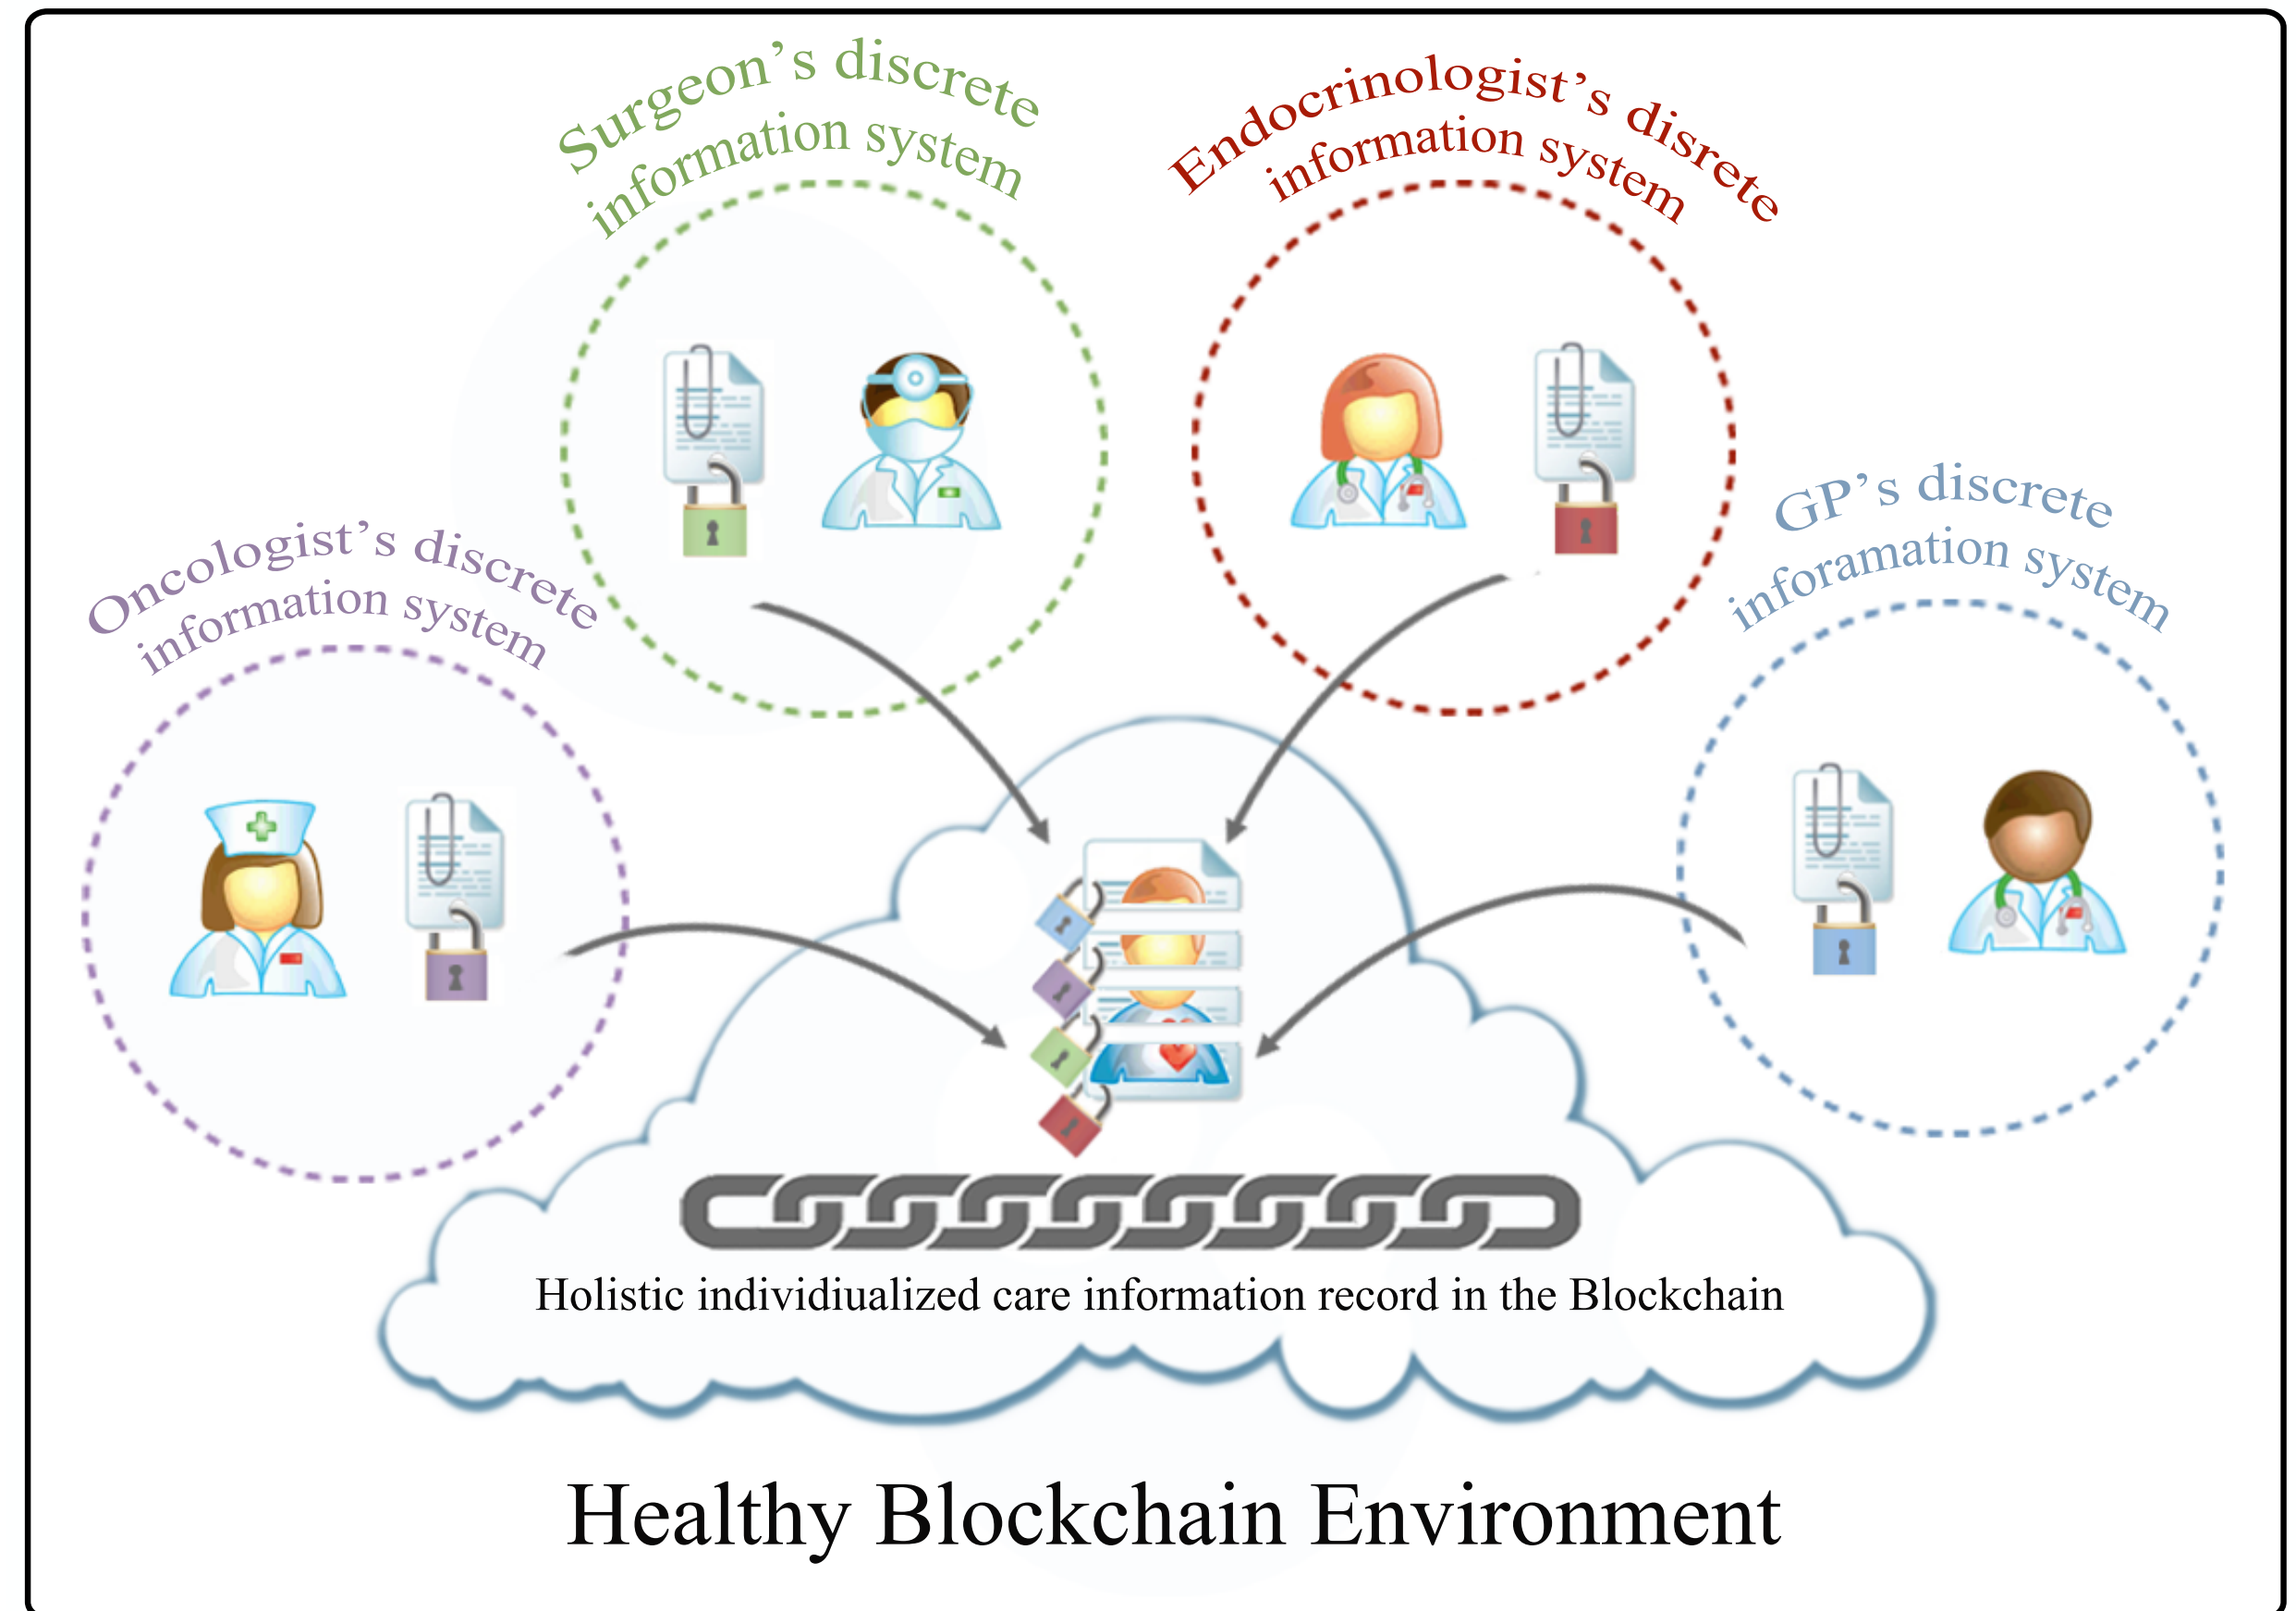 Surgeon's discrete
information system
Endocrinologist's disrete
information system
Oncologist's discrete
information system
GP's discrete
inforamation system
Holistic individiualized care information record in the Blockchain
Healthy Blockchain Environment